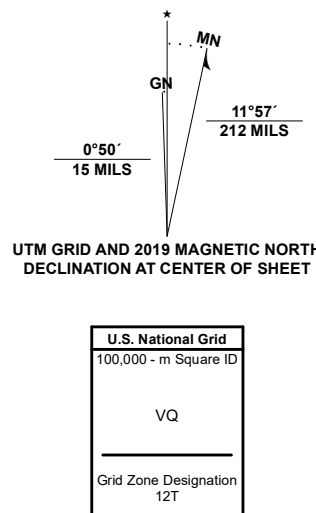 ★
MN
GN
11°57´
212 MILS
0°50´
15 MILS
UTM GRID AND 2019 MAGNETIC NORTH
DECLINATION AT CENTER OF SHEET
U.S. National Grid
100,000 - m Square ID
VQ
Grid Zone Designation
12T